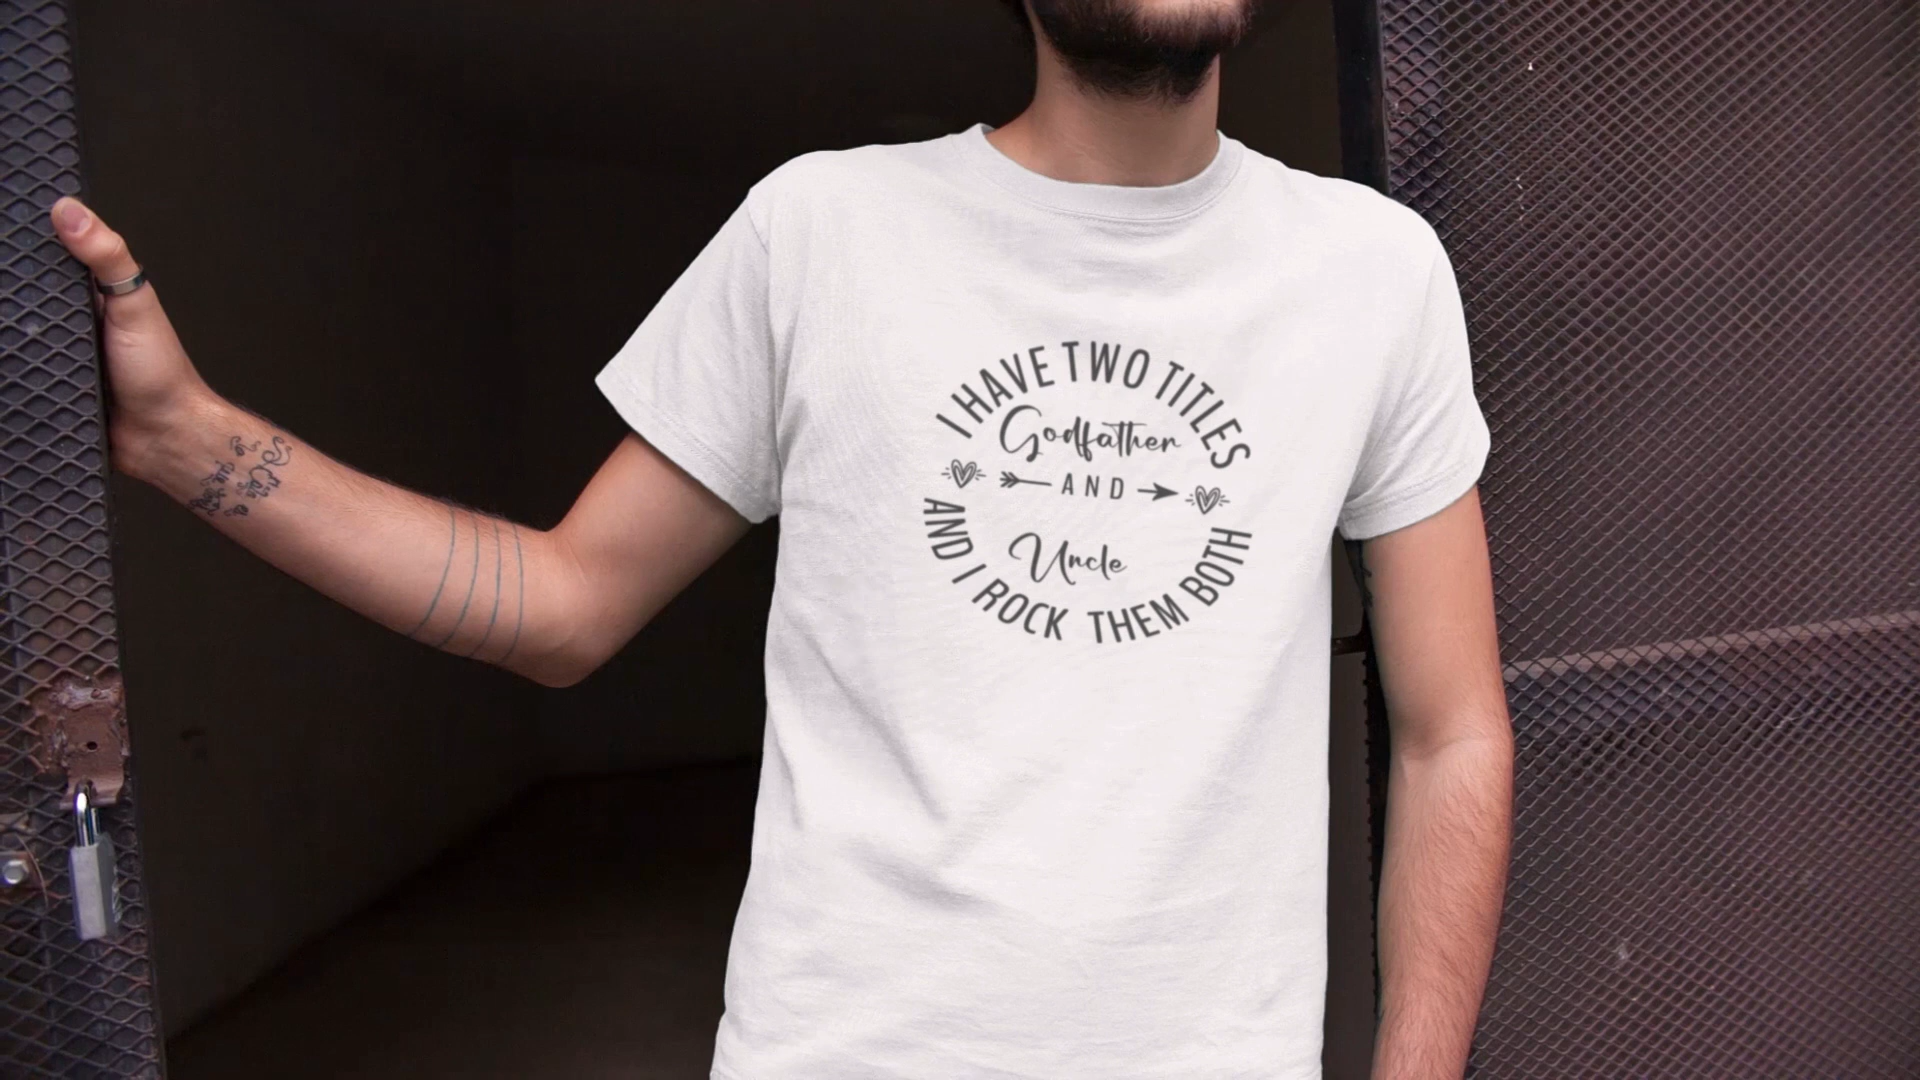 I HAVE TWO TITLES
Godfather
AND
Uncle
AND I ROCK THEM BOTH